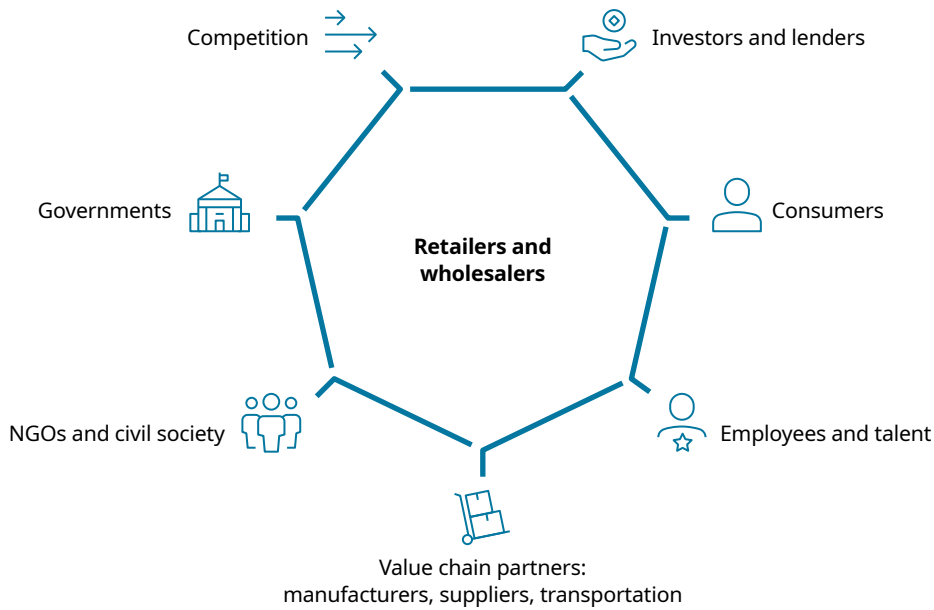 Competition
Investors and lenders
Governments
Consumers
Retailers and
wholesalers
NGOs and civil society
Employees and talent
Value chain partners:
manufacturers, suppliers, transportation